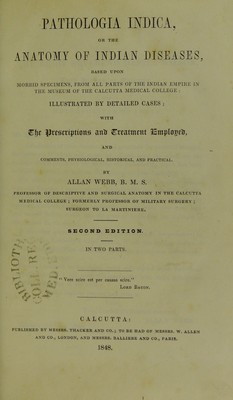 PATHOLOGIA INDICA,
OR THE
ANATOMY OF INDIAN DISEASES,
BASED UPON
MORBID SPECIMENS, FROM ALL PARTS OF THE INDIAN EMPIRE IN
THE MUSEUM OF THE CALCUTTA MEDICAL COLLEGE;
ILLUSTRATED BY DETAILED CASES;
WITH
The Prescriptions and Treatment Employed,
AND
COMMENTS, PHYSIOLOGICAL, HISTORICAL, AND PRACTICAL.
BY
ALLAN WEBB, B. M. S.
PROFESSOR OF DESCRIPTIVE AND SURGICAL ANATOMY IN THE CALCUTTA
MEDICAL COLLEGE; FORMERLY PROFESSOR OF MILITARY SURGERY;
SURGEON TO LA MARTINIERE,
SECOND EDITION.
IN TWO PARTS.
"Vere scire est per causas scire."
LORD BACON.
BIBLIOTH
COLL RE
MED.
CALCUTTA:
PUBLISHED BY MESSRS. THACKER AND CO.; TO BE HAD OF MESSRS. W. ALLEN
AND CO., LONDON, AND MESSRS. BALLIERE AND CO., PARIS.
1848.